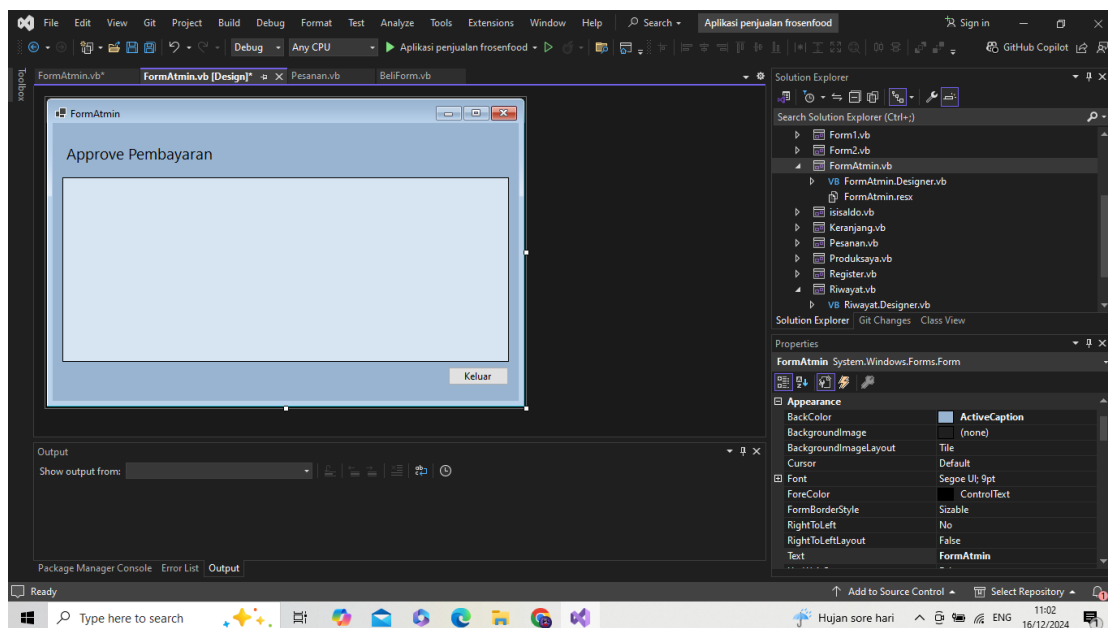 File Edit View Git Project Build Debug Format Test Analyze Tools Extensions Window Help Search Aplikasi penjualan frosenfood Sign in
Debug Any CPU Aplikasi penjualan frosenfood GitHub Copilot
Toolbox
FormAtmin.vb* FormAtmin.vb [Design]* Pesanan.vb BeliForm.vb
FormAtmin
Approve Pembayaran
Keluar
Solution Explorer
Search Solution Explorer (Ctrl+;)
Form1.vb
Form2.vb
FormAtmin.vb
VB FormAtmin.Designer.vb
FormAtmin.resx
isisaldo.vb
Keranjang.vb
Pesanan.vb
Produksaya.vb
Register.vb
Riwayat.vb
VB Riwayat.Designer.vb
Solution Explorer Git Changes Class View
Properties
FormAtmin System.Windows.Forms.Form
Appearance
BackColor ActiveCaption
BackgroundImage (none)
BackgroundImageLayout Tile
Cursor Default
Font Segoe UI; 9pt
ForeColor ControlText
FormBorderStyle Sizable
RightToLeft No
RightToLeftLayout False
Text FormAtmin
Output
Show output from:
Package Manager Console Error List Output
Ready Add to Source Control Select Repository
Type here to search Hujan sore hari ENG 11:02
16/12/2024